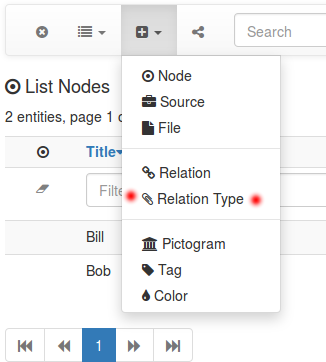 Search
List Nodes
2 entities, page 1
Title
Filte
Bill
Bob
Node
Source
File
Relation
Relation Type
Pictogram
Tag
Color
1